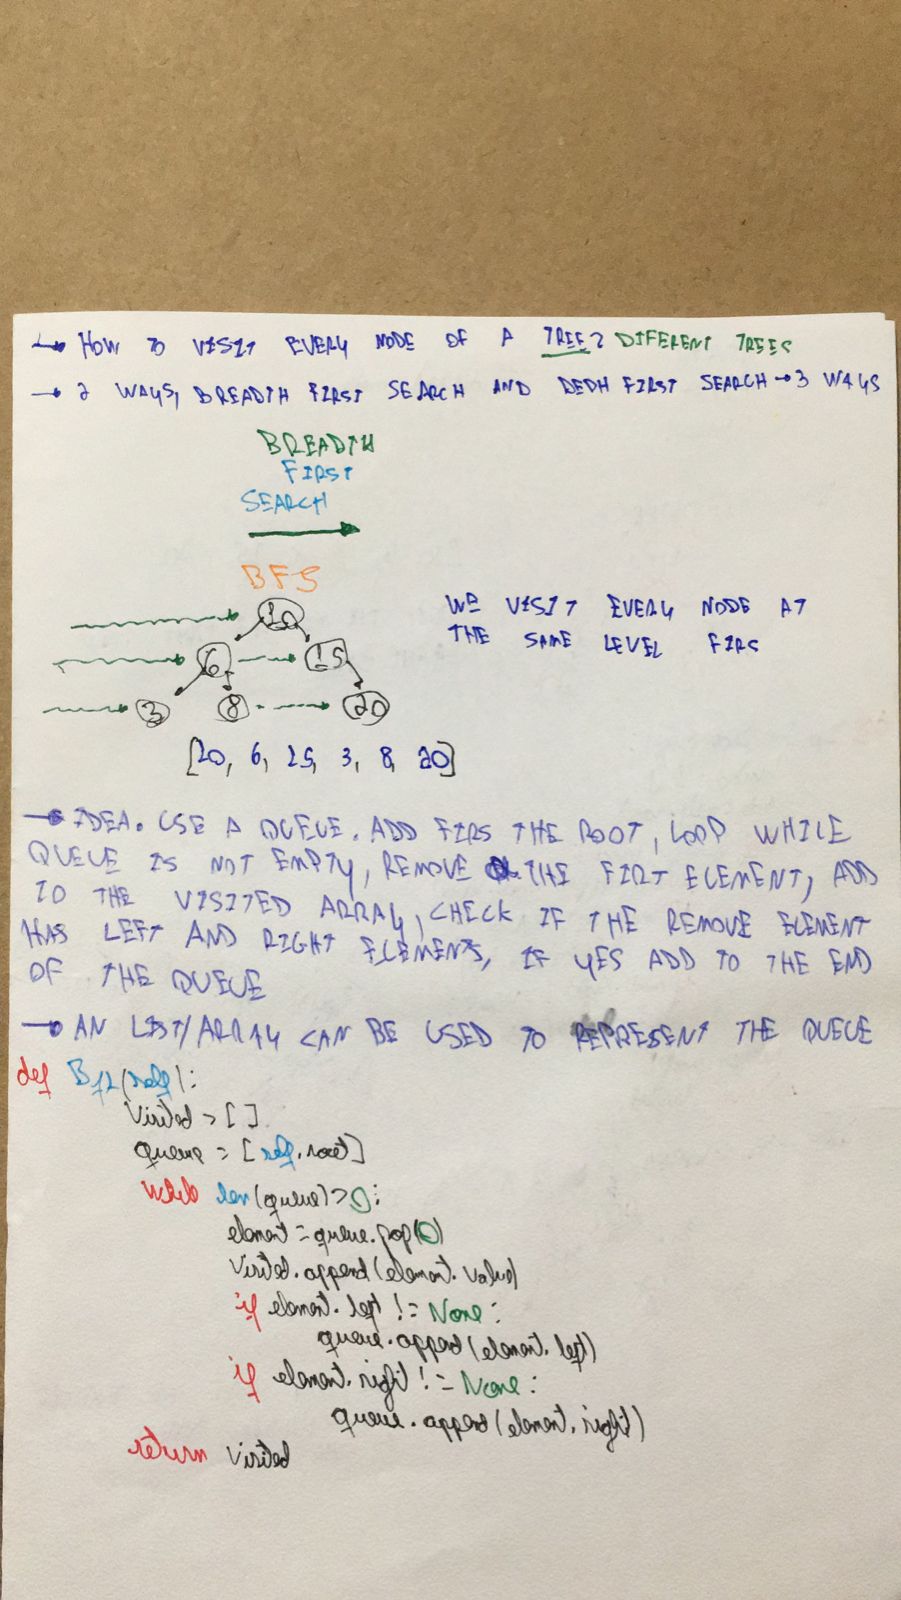 → HOW TO VISIT EVERY NODE OF A TREE? DIFERENT TREES
→ 2 WAYS, BREADTH FIRST SEARCH AND DEDH FIRST SEARCH → 3 WAYS
BREADTH
FIRST
SEARCH
BFS
WE VISIT EVERY NODE AT
THE SAME LEVEL FIRS
10
6 15
3 8 20
[10, 6, 15, 3, 8, 20]
→ IDEA. USE A QUEUE. ADD FIRS THE ROOT, LOOP WHILE
QUEUE IS NOT EMPTY, REMOVE THE FIRT ELEMENT, ADD
TO THE VISITED ARRAY, CHECK IF THE REMOVE ELEMENT
HAS LEFT AND RIGHT ELEMENTS, IF YES ADD TO THE END
OF THE QUEUE
→ AN LIST/ARRAY CAN BE USED TO REPRESENT THE QUEUE
def Bfs(self):
visited = []
queue = [self.root]
while len(queue)>0:
element = queue.pop(0)
visited.append(element.value)
if element.left != None:
queue.append(element.left)
if element.right != None:
queue.append(element.right)
return visited